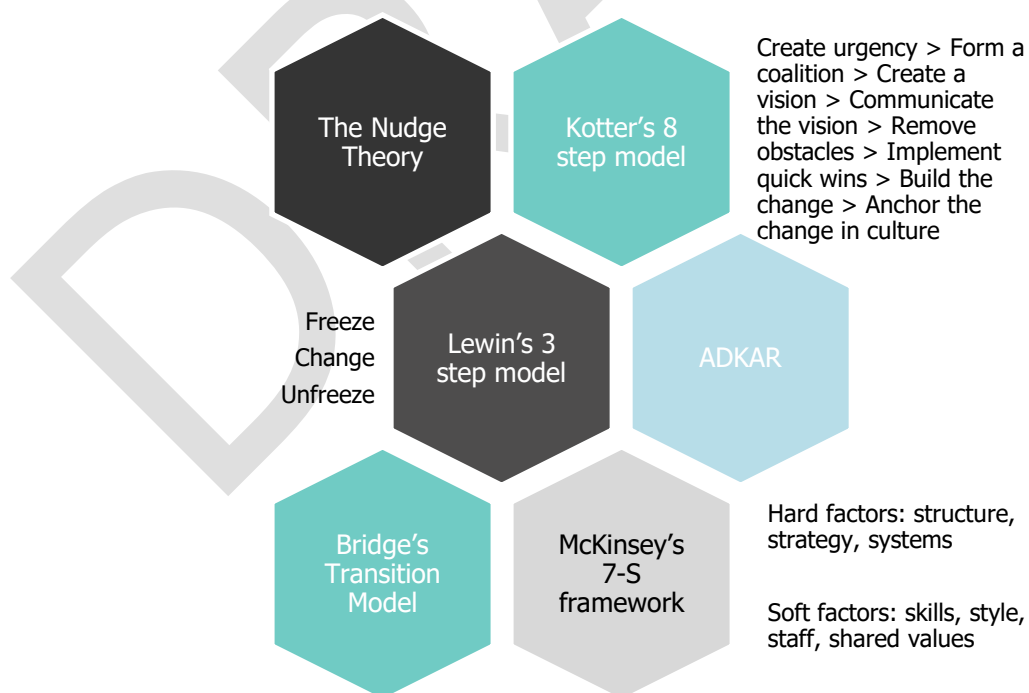 The Nudge
Theory
Kotter’s 8
step model
Create urgency > Form a
coalition > Create a
vision > Communicate
the vision > Remove
obstacles > Implement
quick wins > Build the
change > Anchor the
change in culture
Freeze
Change
Unfreeze
Lewin’s 3
step model
ADKAR
Bridge’s
Transition
Model
McKinsey’s
7-S
framework
Hard factors: structure,
strategy, systems
Soft factors: skills, style,
staff, shared values